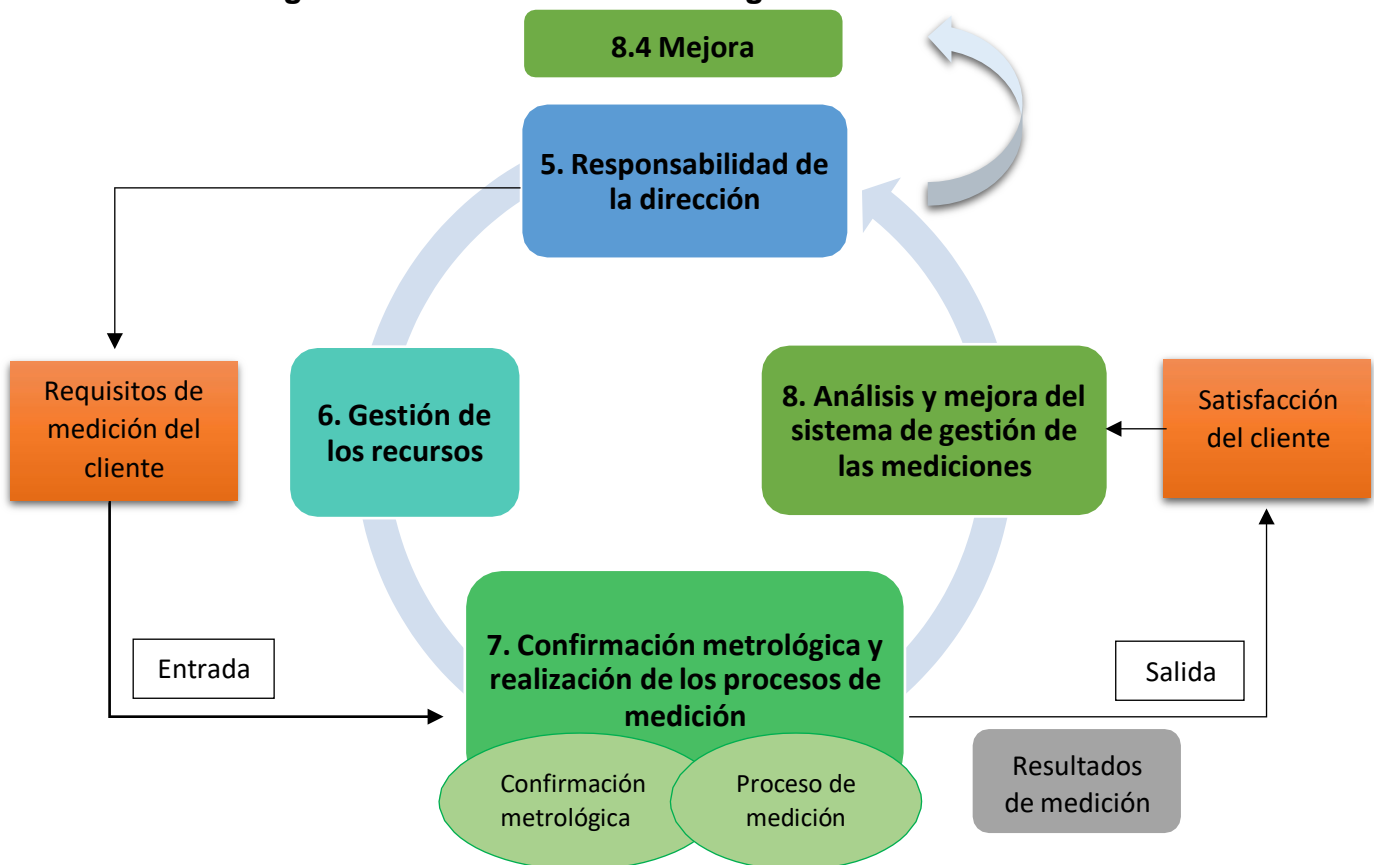 8.4 Mejora
5. Responsabilidad de
la dirección
Requisitos de
medición del
cliente
6. Gestión de
los recursos
8. Análisis y mejora del
sistema de gestión de
las mediciones
Satisfacción
del cliente
Entrada
7. Confirmación metrológica y
realización de los procesos de
medición
Salida
Confirmación
metrológica
Proceso de
medición
Resultados
de medición